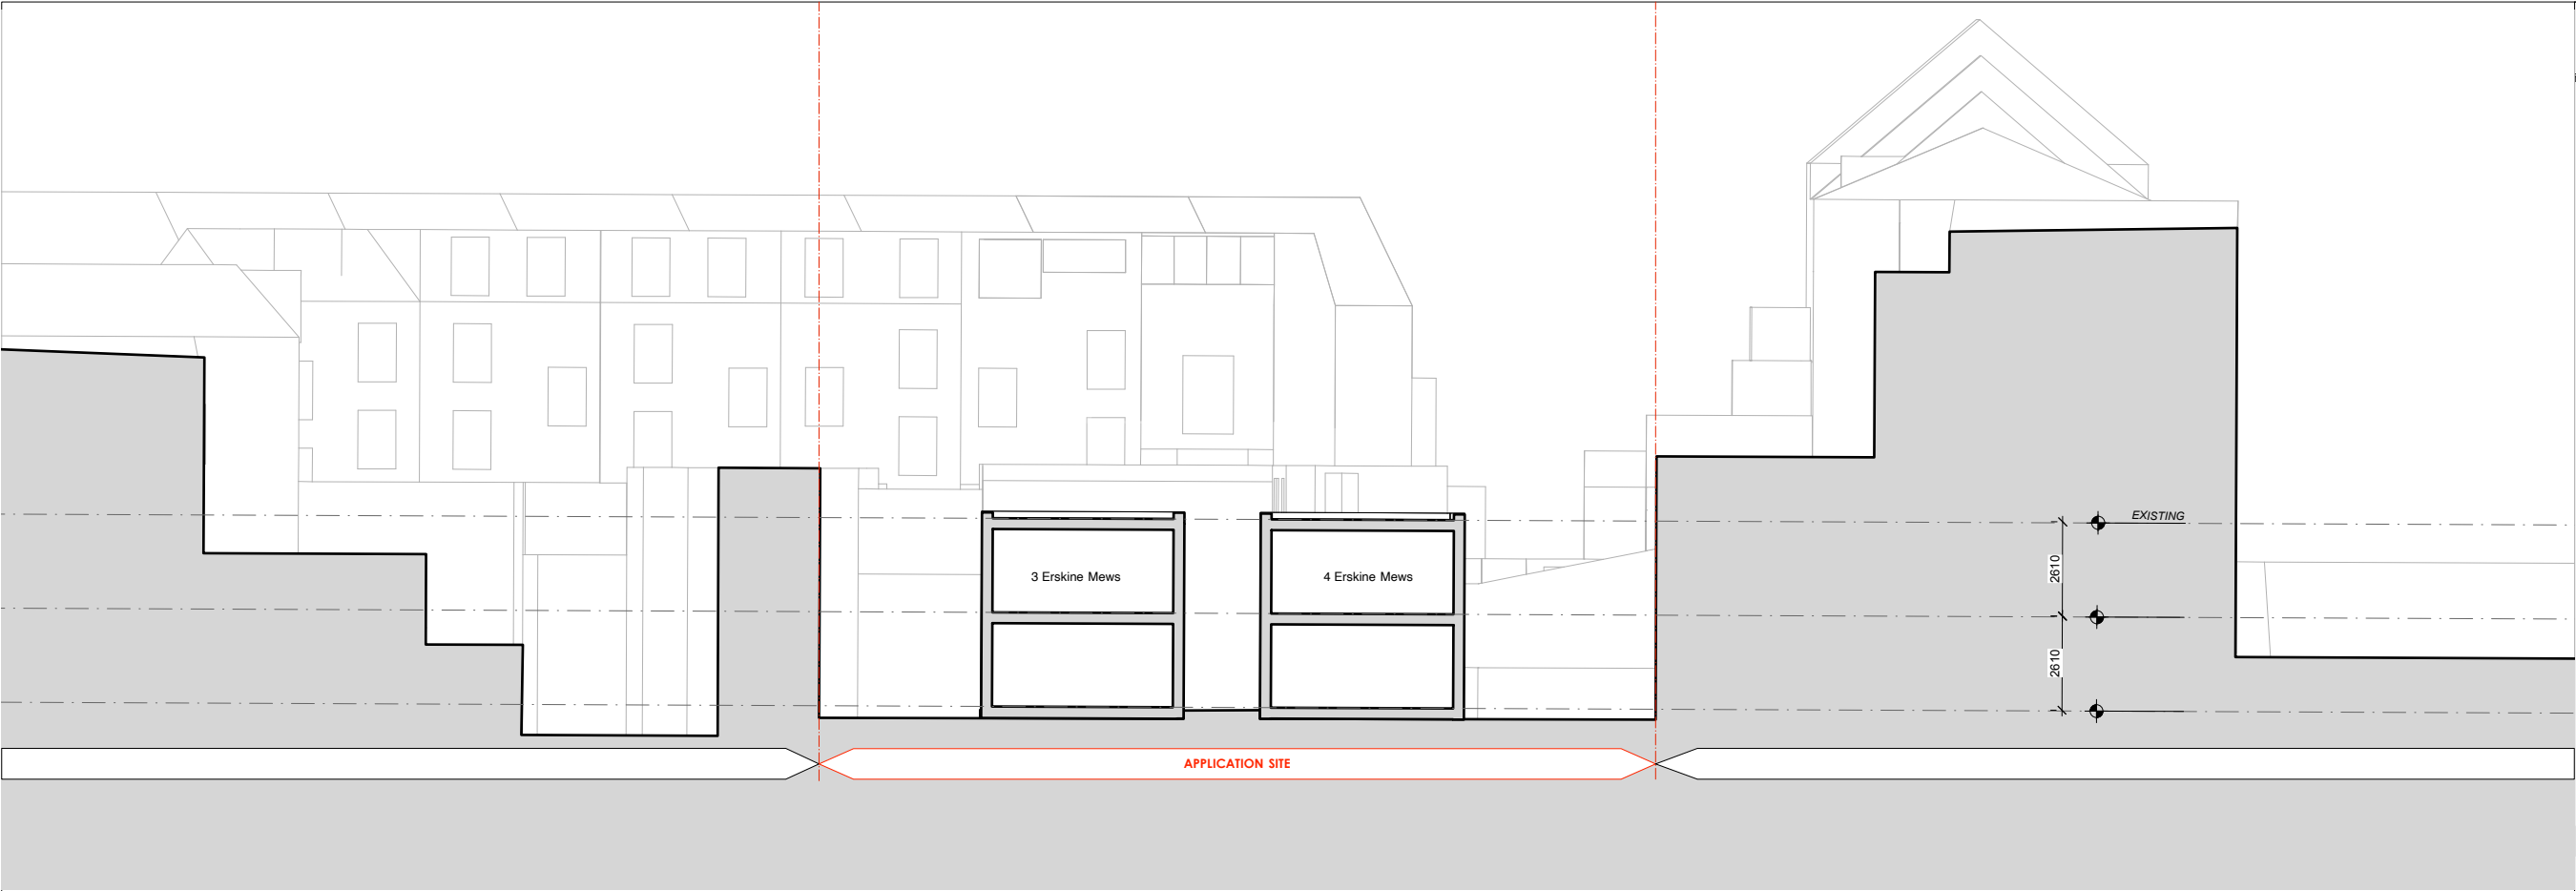 EXISTING
2610
3 Erskine Mews
4 Erskine Mews
2610
APPLICATION SITE